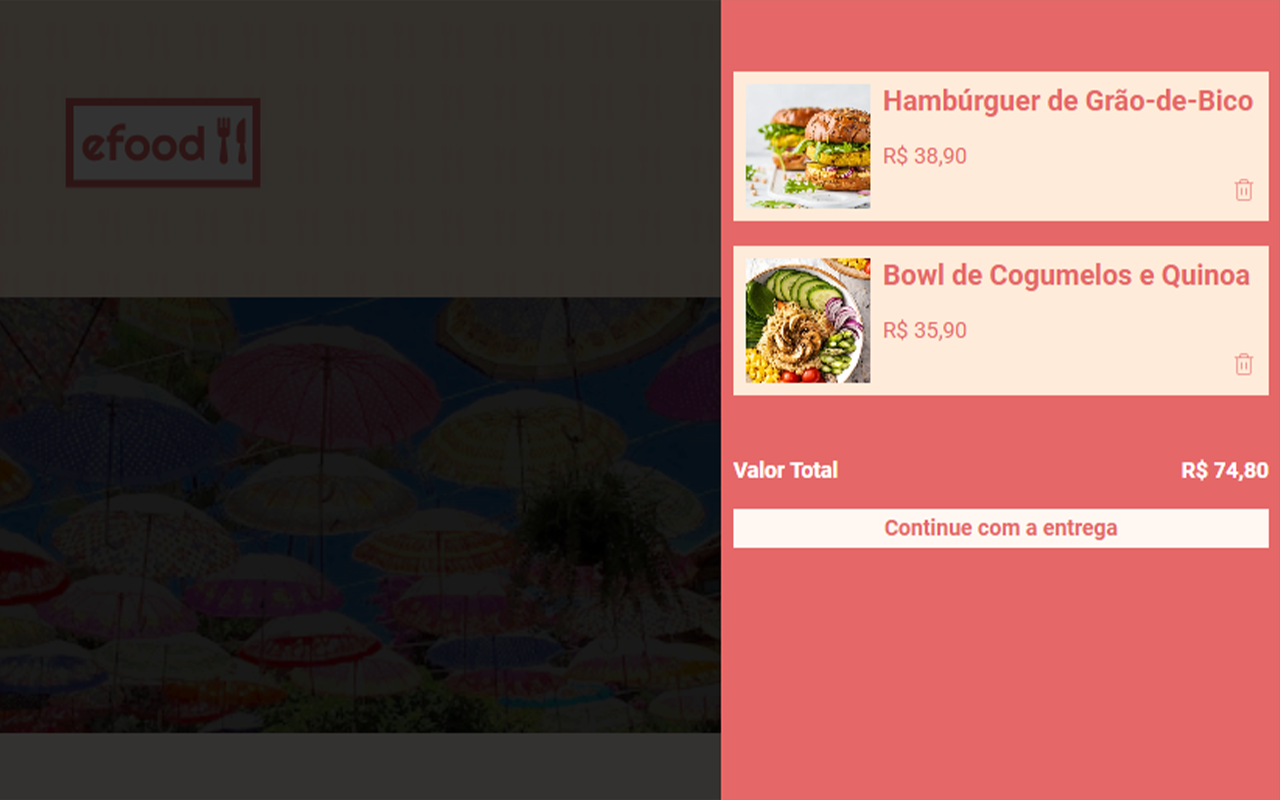 efood
Hambúrguer de Grão-de-Bico
R$ 38,90
Bowl de Cogumelos e Quinoa
R$ 35,90
Valor Total R$ 74,80
Continue com a entrega